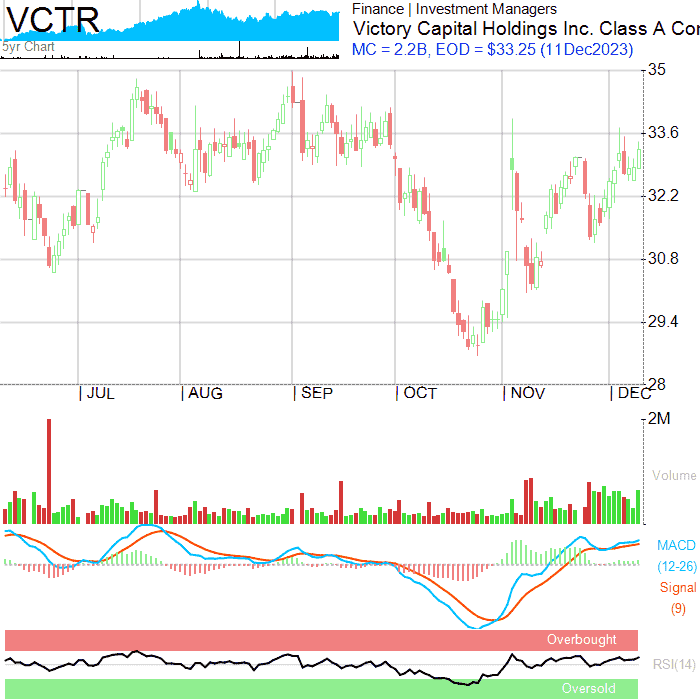 VCTR
5yr Chart
Finance | Investment Managers
Victory Capital Holdings Inc. Class A Cor
MC = 2.2B, EOD = $33.25 (11Dec2023)
35
33.6
32.2
30.8
29.4
28
JUL AUG SEP OCT NOV DEC
2M
Volume
MACD
(12-26)
Signal
(9)
Overbought
RSI(14)
Oversold